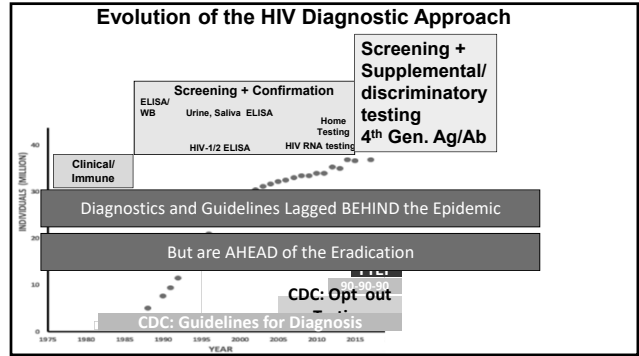 Evolution of the HIV Diagnostic Approach
Screening +
Supplemental/
discriminatory
testing
4th Gen. Ag/Ab
Screening + Confirmation
ELISA/
WB
Urine, Saliva ELISA
Home
Testing
HIV-1/2 ELISA
HIV RNA testing
Clinical/
Immune
INDIVIDUALS (MILLION)
40
30
20
10
0
Diagnostics and Guidelines Lagged BEHIND the Epidemic
But are AHEAD of the Eradication
90-90-90
CDC: Opt out
CDC: Guidelines for Diagnosis
1975
1980
1985
1990
1995
2000
2005
2010
2015
YEAR